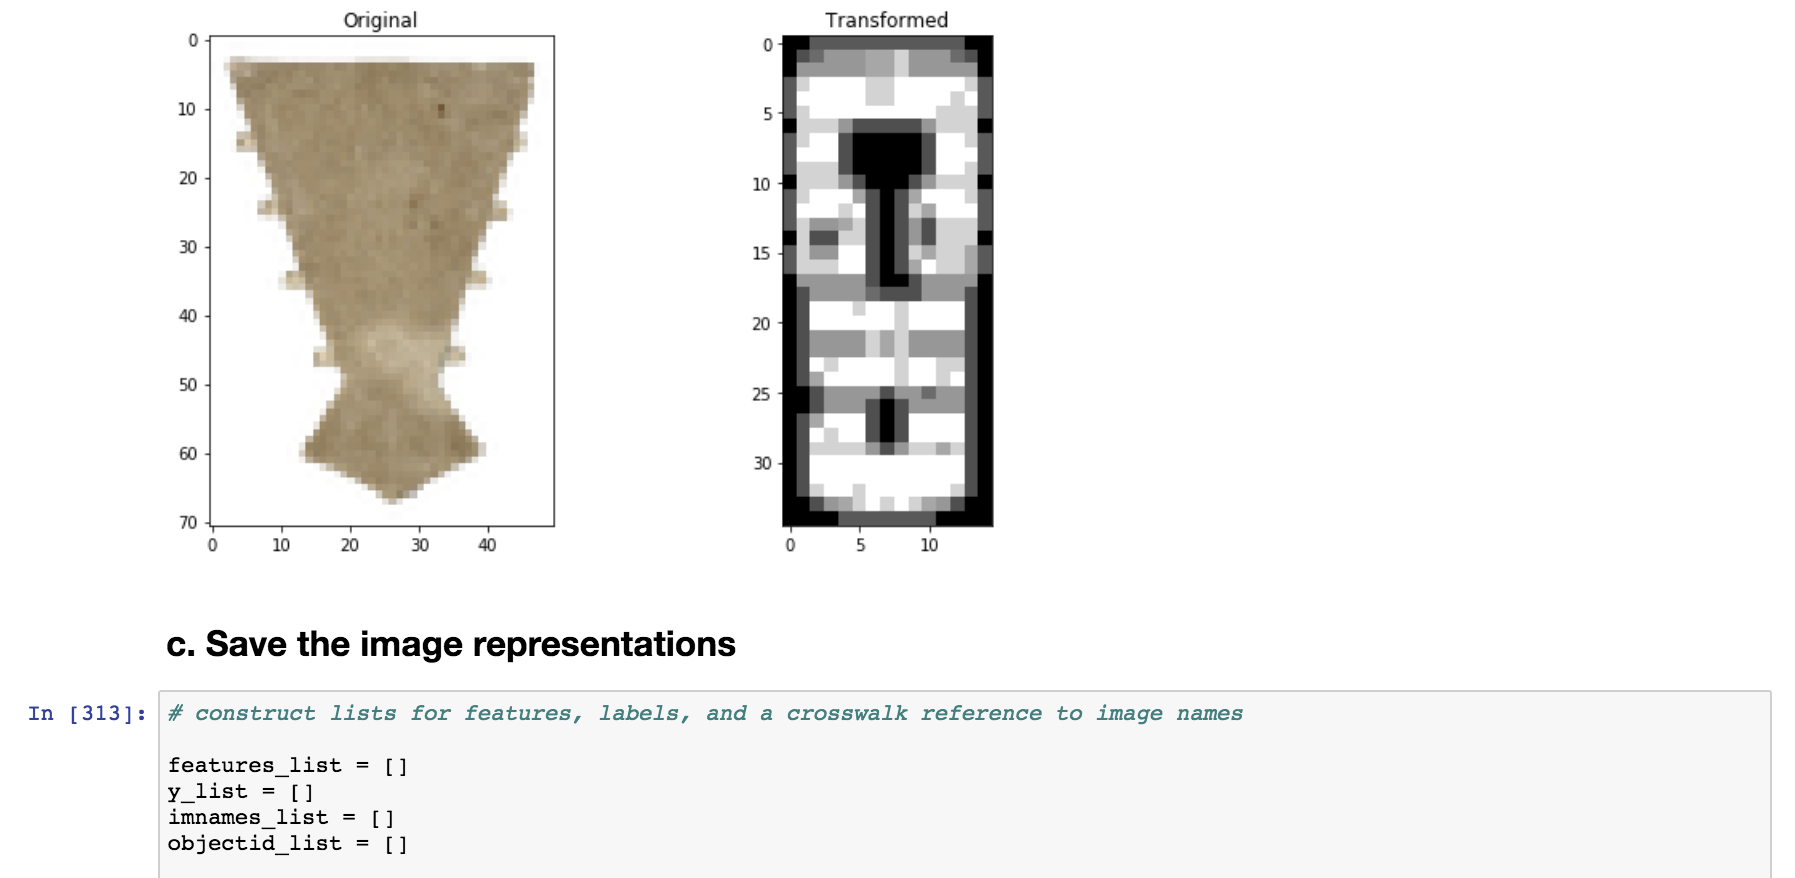 Original
Transformed
0
10
20
30
40
50
60
70
0
10
20
30
40
0
5
10
15
20
25
30
0
5
10
c. Save the image representations
In [313]:
# construct lists for features, labels, and a crosswalk reference to image names
features_list = []
y_list = []
imnames_list = []
objectid_list = []